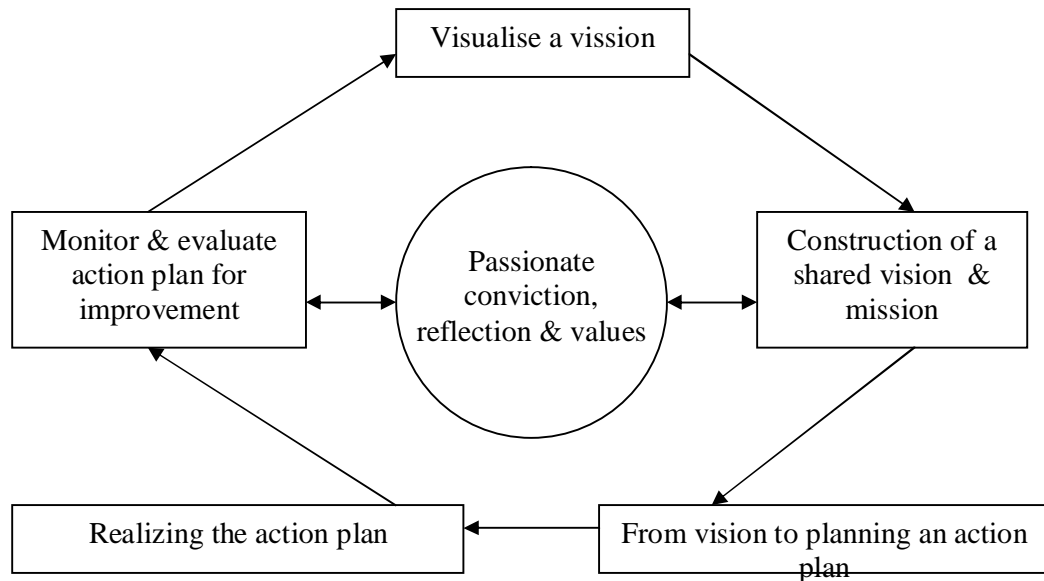 Visualise a vission
Monitor & evaluate
action plan for
improvement
Passionate
conviction,
reflection & values
Construction of a
shared vision &
mission
Realizing the action plan
From vision to planning an action
plan